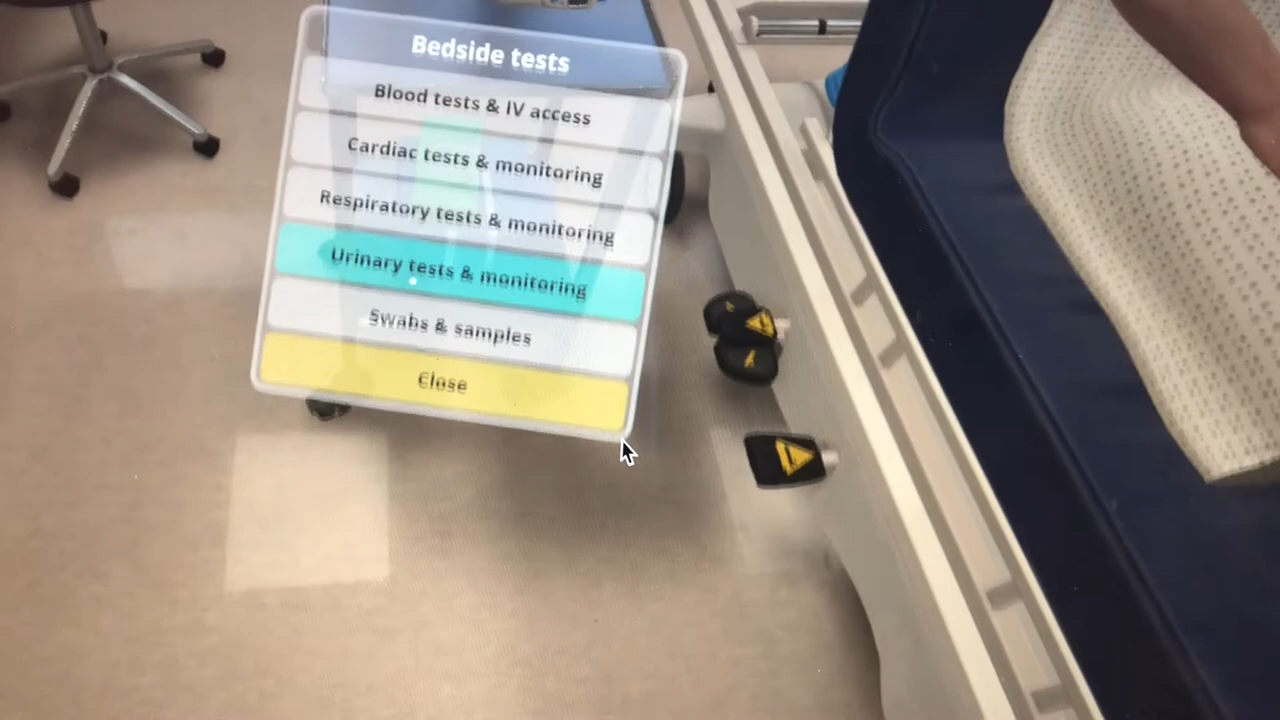 Bedside tests
Blood tests & IV access
Cardiac tests & monitoring
Respiratory tests & monitoring
Urinary tests & monitoring
Swabs & samples
Close